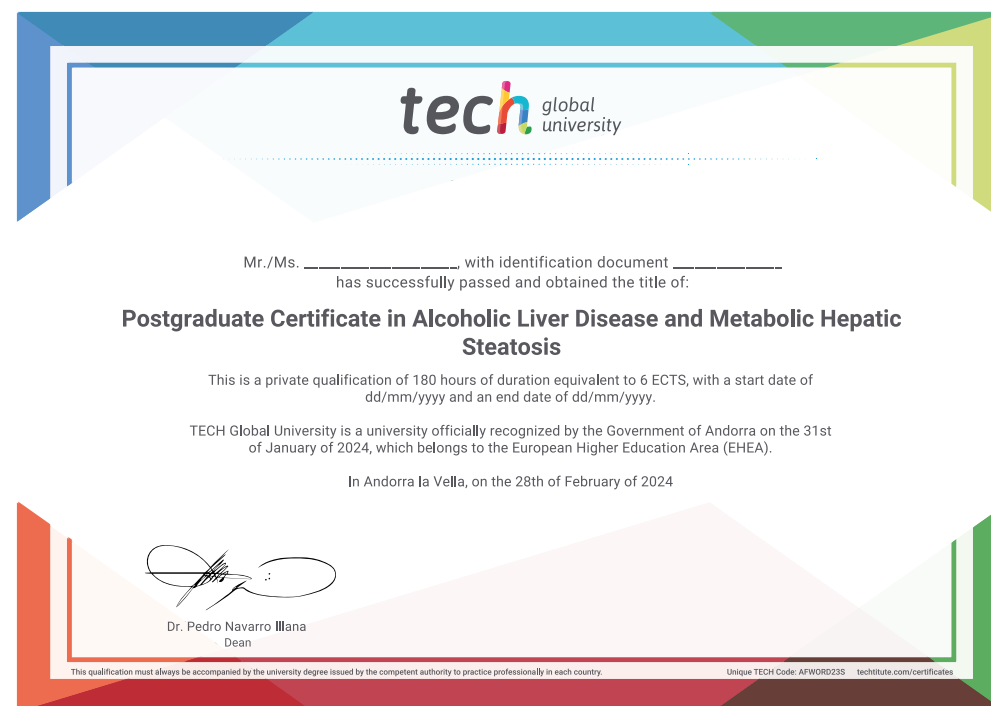 tech global university
Mr./Ms. ____________________, with identification document ______________
has successfully passed and obtained the title of:
Postgraduate Certificate in Alcoholic Liver Disease and Metabolic Hepatic
Steatosis
This is a private qualification of 180 hours of duration equivalent to 6 ECTS, with a start date of
dd/mm/yyyy and an end date of dd/mm/yyyy.
TECH Global University is a university officially recognized by the Government of Andorra on the 31st
of January of 2024, which belongs to the European Higher Education Area (EHEA).
In Andorra la Vella, on the 28th of February of 2024
Dr. Pedro Navarro Illana
Dean
This qualification must always be accompanied by the university degree issued by the competent authority to practice professionally in each country.
Unique TECH Code: AFWORD23S techtitute.com/certificates